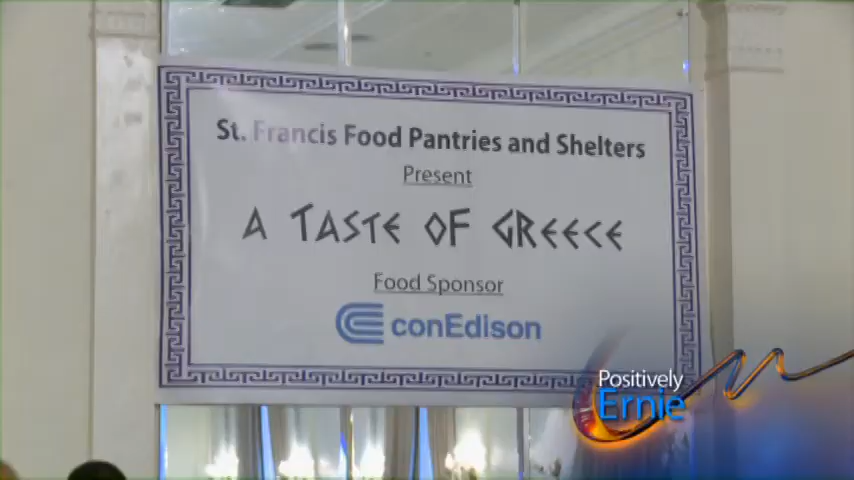 St. Francis Food Pantries and Shelters
Present
A TASTE OF GREECE
Food Sponsor
conEdison
Positively
Ernie